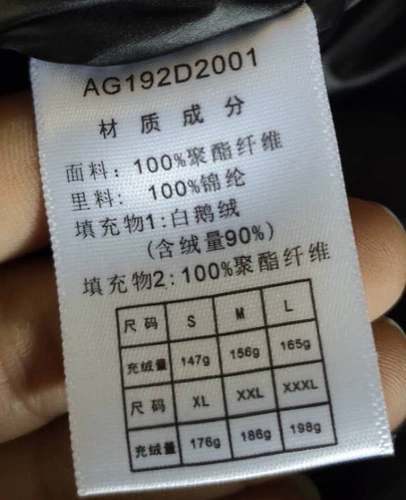 AG192D2001
材质成分
面料：100%聚酯纤维
里料：100%锦纶
填充物1：白鹅绒
(含绒量90%)
填充物2：100%聚酯纤维
尺码 S M L
充绒量 147g 156g 165g
尺码 XL XXL XXXL
充绒量 176g 186g 198g